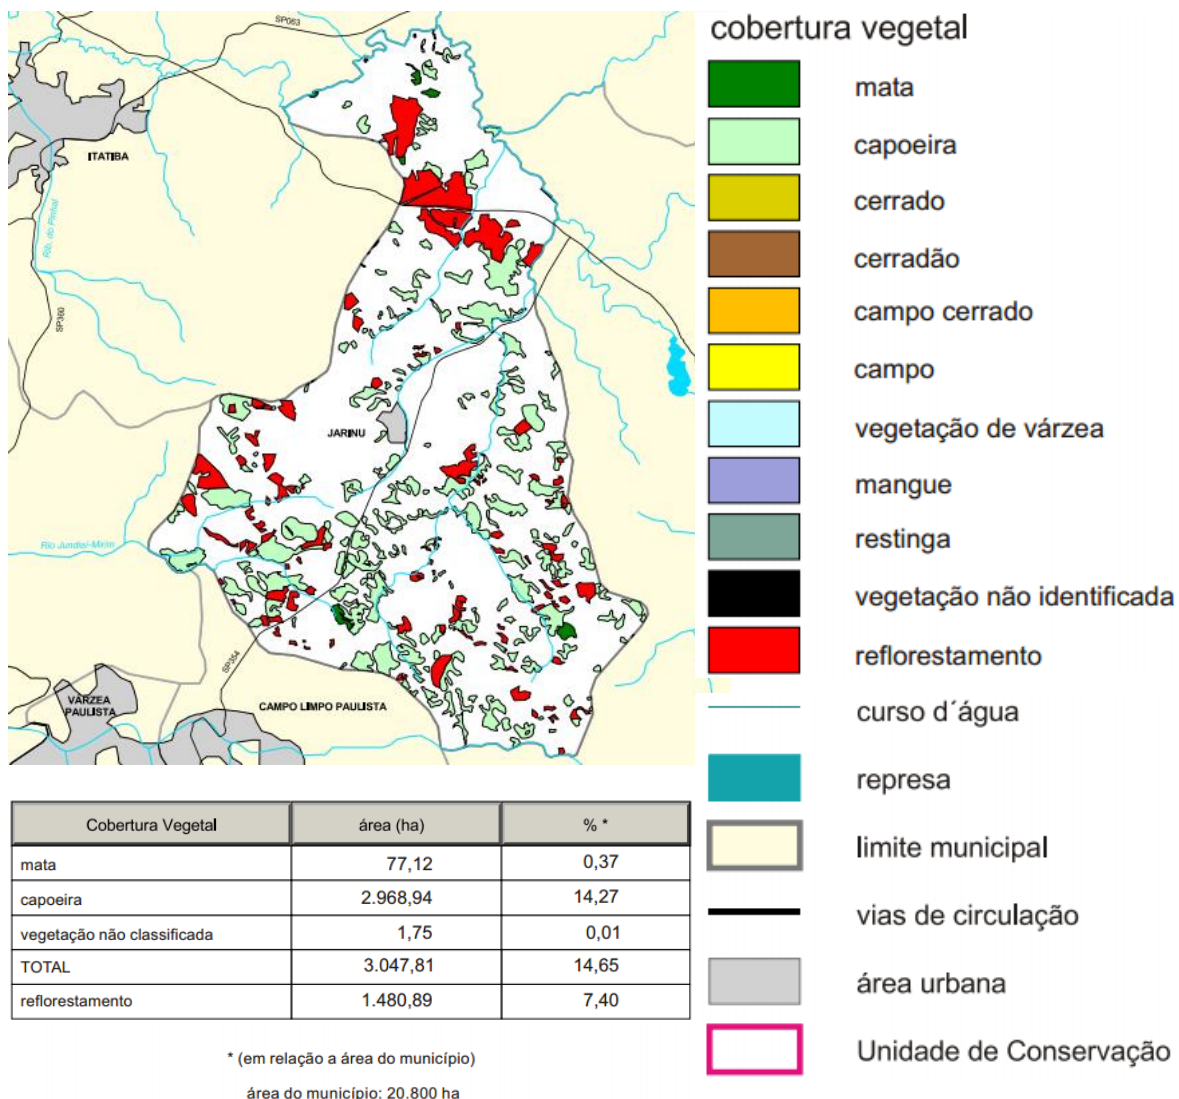 SP063
ITATIBA
Rib. do Pinhal
SP360
JARINU
Rio Jundiaí-Mirim
SP354
VÁRZEA
PAULISTA
CAMPO LIMPO PAULISTA
cobertura vegetal
mata
capoeira
cerrado
cerradão
campo cerrado
campo
vegetação de várzea
mangue
restinga
vegetação não identificada
reflorestamento
curso d´água
represa
limite municipal
vias de circulação
área urbana
Unidade de Conservação
Cobertura Vegetal área (ha) % *
mata 77,12 0,37
capoeira 2.968,94 14,27
vegetação não classificada 1,75 0,01
TOTAL 3.047,81 14,65
reflorestamento 1.480,89 7,40
* (em relação a área do município)
área do município: 20.800 ha